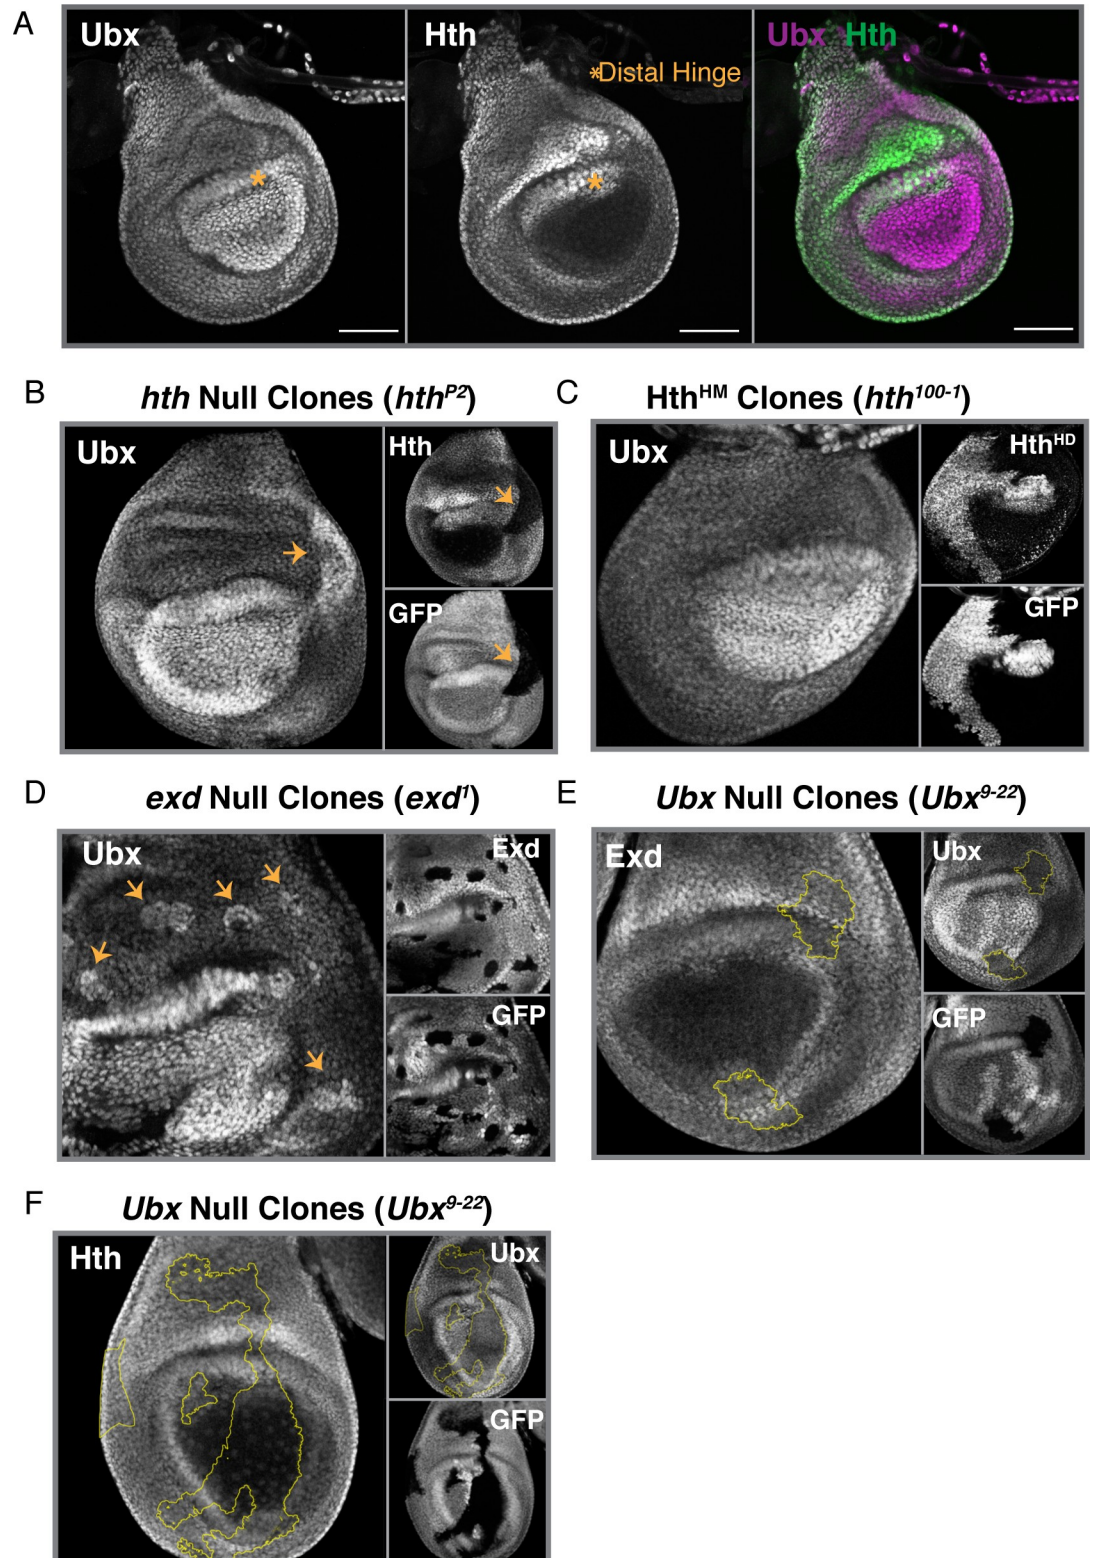 A
Ubx
Hth
*Distal Hinge
Ubx Hth
*
*
B
hth Null Clones (hthP2)
Ubx
Hth
GFP
C
HthHM Clones (hth100-1)
Ubx
HthHD
GFP
D
exd Null Clones (exd1)
Ubx
Exd
GFP
E
Ubx Null Clones (Ubx9-22)
Exd
Ubx
GFP
F
Ubx Null Clones (Ubx9-22)
Hth
Ubx
GFP